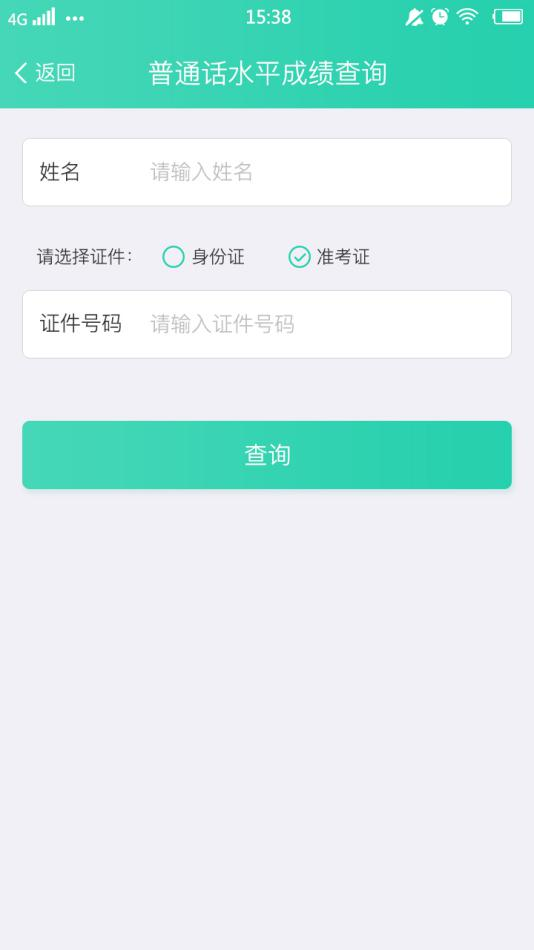 4G 15:38
返回 普通话水平成绩查询
姓名 请输入姓名
请选择证件： 身份证 准考证
证件号码 请输入证件号码
查询